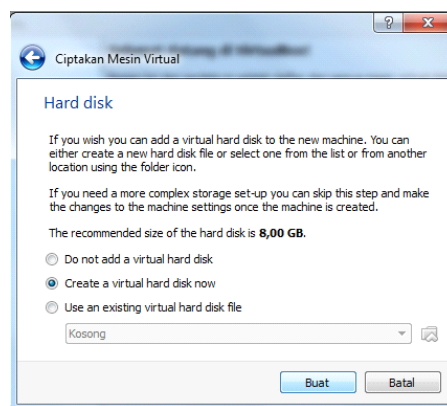 Ciptakan Mesin Virtual
Hard disk
If you wish you can add a virtual hard disk to the new machine. You can
either create a new hard disk file or select one from the list or from another
location using the folder icon.
If you need a more complex storage set-up you can skip this step and make
the changes to the machine settings once the machine is created.
The recommended size of the hard disk is 8,00 GB.
Do not add a virtual hard disk
Create a virtual hard disk now
Use an existing virtual hard disk file
Kosong
Buat Batal